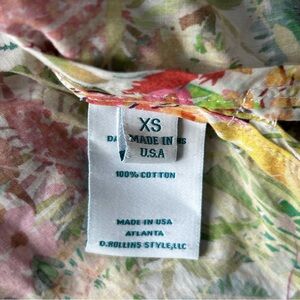 XS
MADE IN
U.S.A
100% COTTON
MADE IN USA
ATLANTA
D.ROLLINS STYLE,LLC